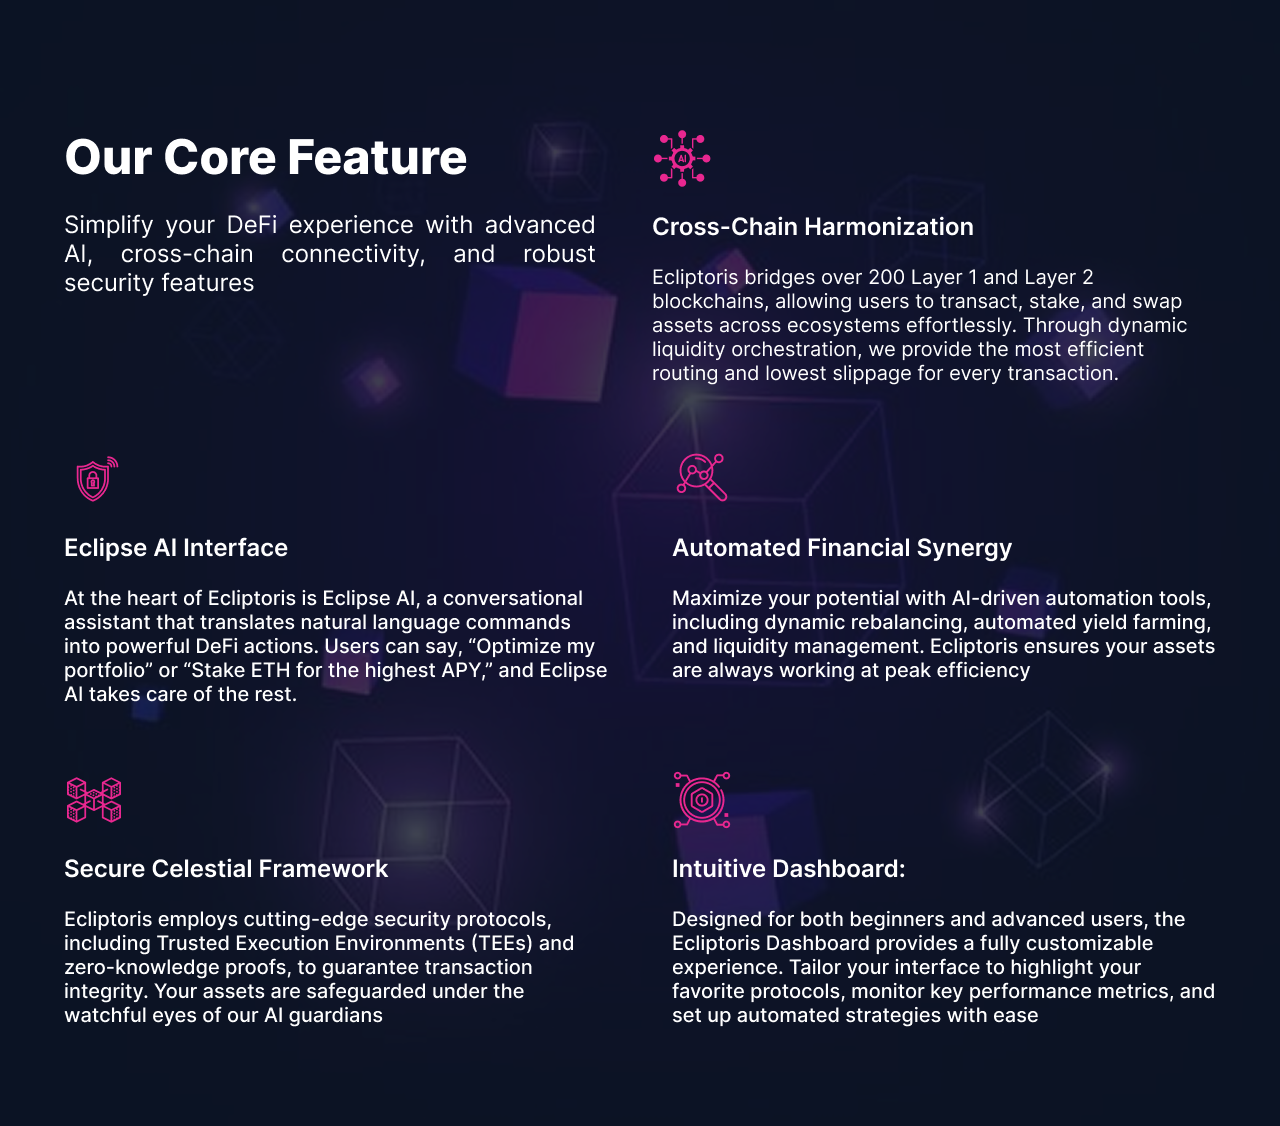 Our Core Feature
Simplify your DeFi experience with advanced
AI, cross-chain connectivity, and robust
security features
AI
Cross-Chain Harmonization
Ecliptoris bridges over 200 Layer 1 and Layer 2
blockchains, allowing users to transact, stake, and swap
assets across ecosystems effortlessly. Through dynamic
liquidity orchestration, we provide the most efficient
routing and lowest slippage for every transaction.
Eclipse AI Interface
At the heart of Ecliptoris is Eclipse AI, a conversational
assistant that translates natural language commands
into powerful DeFi actions. Users can say, “Optimize my
portfolio” or “Stake ETH for the highest APY,” and Eclipse
AI takes care of the rest.
Automated Financial Synergy
Maximize your potential with AI-driven automation tools,
including dynamic rebalancing, automated yield farming,
and liquidity management. Ecliptoris ensures your assets
are always working at peak efficiency
Secure Celestial Framework
Ecliptoris employs cutting-edge security protocols,
including Trusted Execution Environments (TEEs) and
zero-knowledge proofs, to guarantee transaction
integrity. Your assets are safeguarded under the
watchful eyes of our AI guardians
Intuitive Dashboard:
Designed for both beginners and advanced users, the
Ecliptoris Dashboard provides a fully customizable
experience. Tailor your interface to highlight your
favorite protocols, monitor key performance metrics, and
set up automated strategies with ease